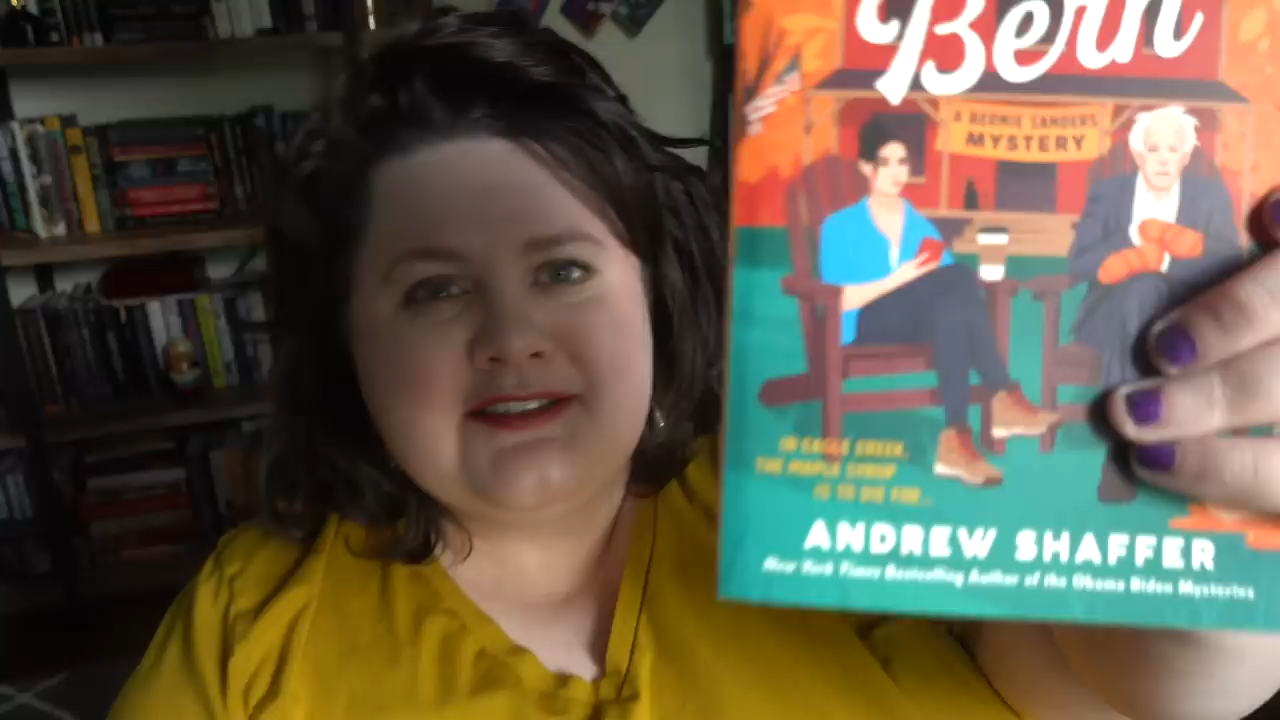 Bern
A BERNIE SANDERS
MYSTERY
IN EAGLE CREEK,
THE MAPLE SYRUP
IS TO DIE FOR...
ANDREW SHAFFER
New York Times Bestselling Author of the Obama Biden Mysteries